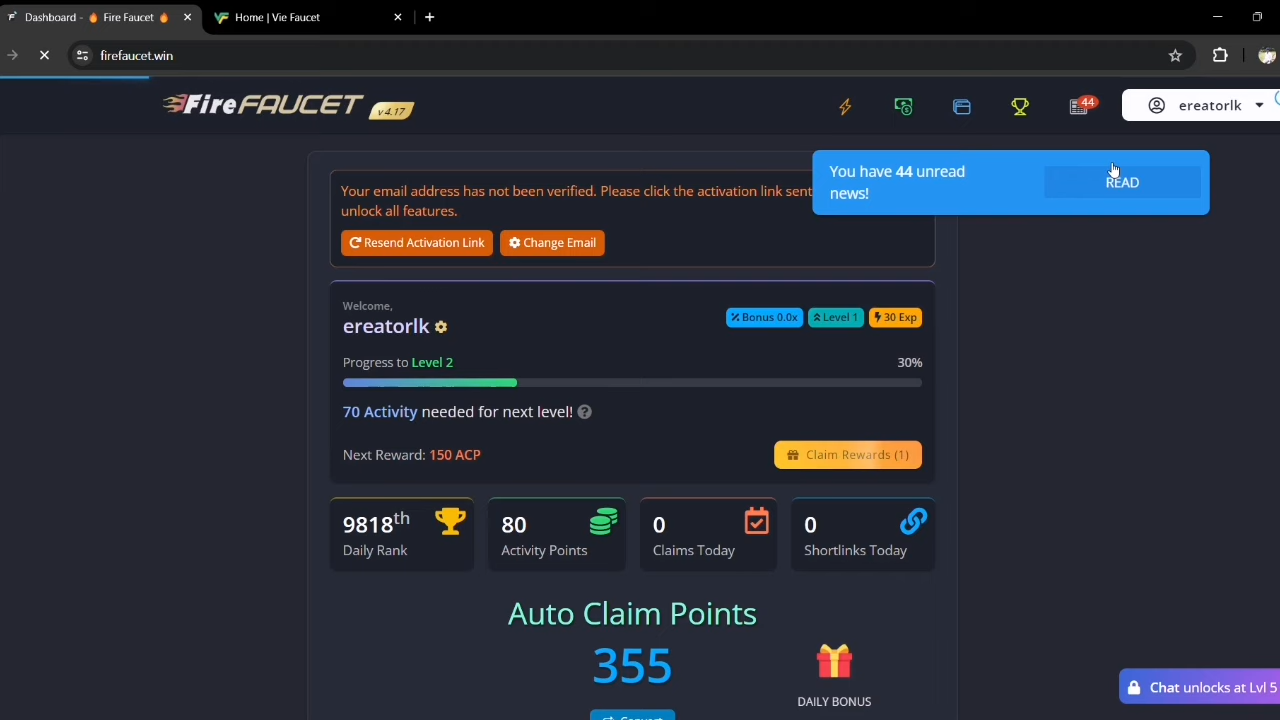 Dashboard - 🔥 Fire Faucet 🔥
Home | Vie Faucet
firefaucet.win
Fire FAUCET v4.17
44
ereatorlk
You have 44 unread
news!
READ
Your email address has not been verified. Please click the activation link sent
unlock all features.
Resend Activation Link
Change Email
Welcome,
ereatorlk
Bonus 0.0x
Level 1
30 Exp
Progress to Level 2
30%
70 Activity needed for next level!
Next Reward: 150 ACP
Claim Rewards (1)
9818th
Daily Rank
80
Activity Points
0
Claims Today
0
Shortlinks Today
Auto Claim Points
355
DAILY BONUS
Convert
Chat unlocks at Lvl 5